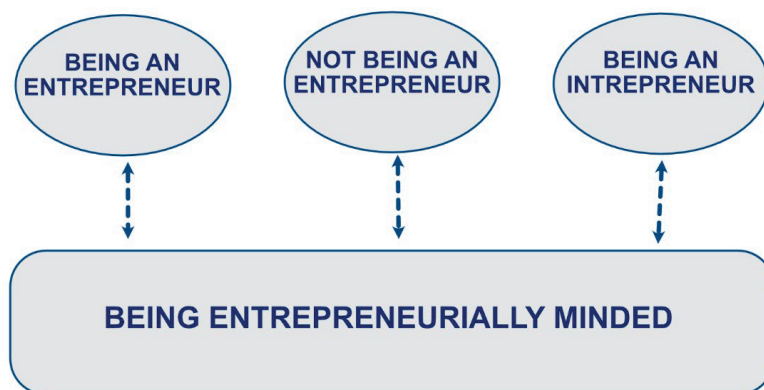 BEING AN
ENTREPRENEUR
NOT BEING AN
ENTREPRENEUR
BEING AN
INTREPRENEUR
BEING ENTREPRENEURIALLY MINDED